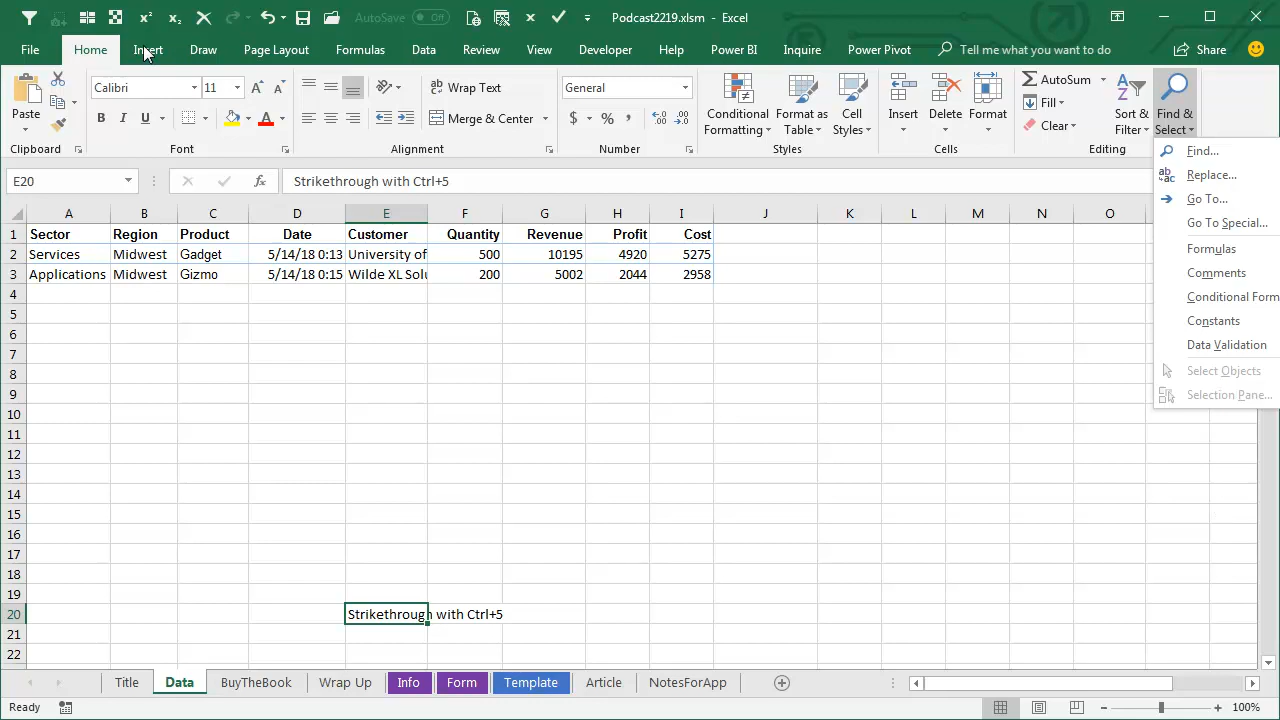 AutoSave Off Podcast2219.xlsm - Excel
File Home Insert Draw Page Layout Formulas Data Review View Developer Help Power BI Inquire Power Pivot Tell me what you want to do Share
Paste
Clipboard
Calibri 11
B I U
Font
Wrap Text
Merge & Center
Alignment
General
$ % ,
Number
Conditional Formatting
Format as Table
Cell Styles
Styles
Insert Delete Format
Cells
AutoSum
Fill
Clear
Sort & Filter
Find & Select
Editing
Find...
Replace...
Go To...
Go To Special...
Formulas
Comments
Conditional Form
Constants
Data Validation
Select Objects
Selection Pane...
E20 fx Strikethrough with Ctrl+5
A B C D E F G H I J K L M N O
1 Sector Region Product Date Customer Quantity Revenue Profit Cost
2 Services Midwest Gadget 5/14/18 0:13 University of 500 10195 4920 5275
3 Applications Midwest Gizmo 5/14/18 0:15 Wilde XL Solu 200 5002 2044 2958
4
5
6
7
8
9
10
11
12
13
14
15
16
17
18
19
20 Strikethrough with Ctrl+5
21
22
Title Data BuyTheBook Wrap Up Info Form Template Article NotesForApp
Ready 100%